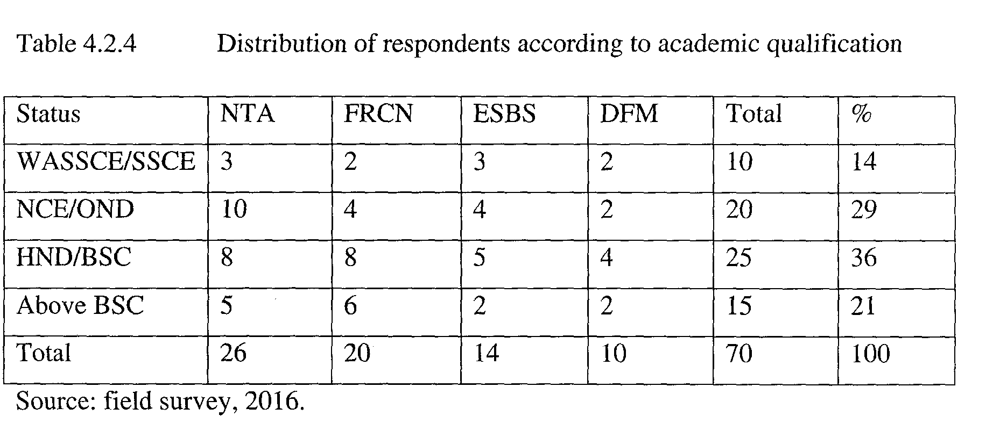 Table 4.2.4 Distribution of respondents according to academic qualification
Status NTA FRCN ESBS DFM Total %
WASSCE/SSCE 3 2 3 2 10 14
NCE/OND 10 4 4 2 20 29
HND/BSC 8 8 5 4 25 36
Above BSC 5 6 2 2 15 21
Total 26 20 14 10 70 100
Source: field survey, 2016.